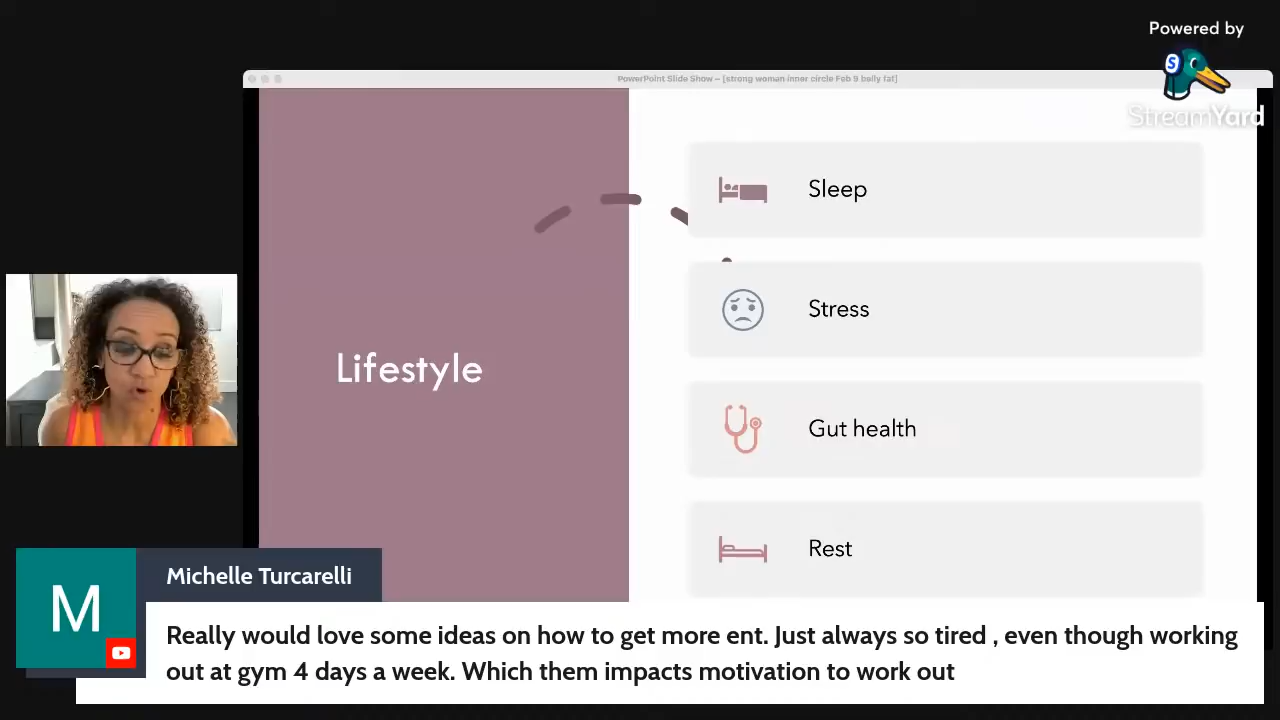 Powered by
S
StreamYard
PowerPoint Slide Show – [strong woman inner circle Feb 9 belly fat]
Sleep
Stress
Lifestyle
Gut health
Rest
M
Michelle Turcarelli
Really would love some ideas on how to get more ent. Just always so tired , even though working
out at gym 4 days a week. Which them impacts motivation to work out